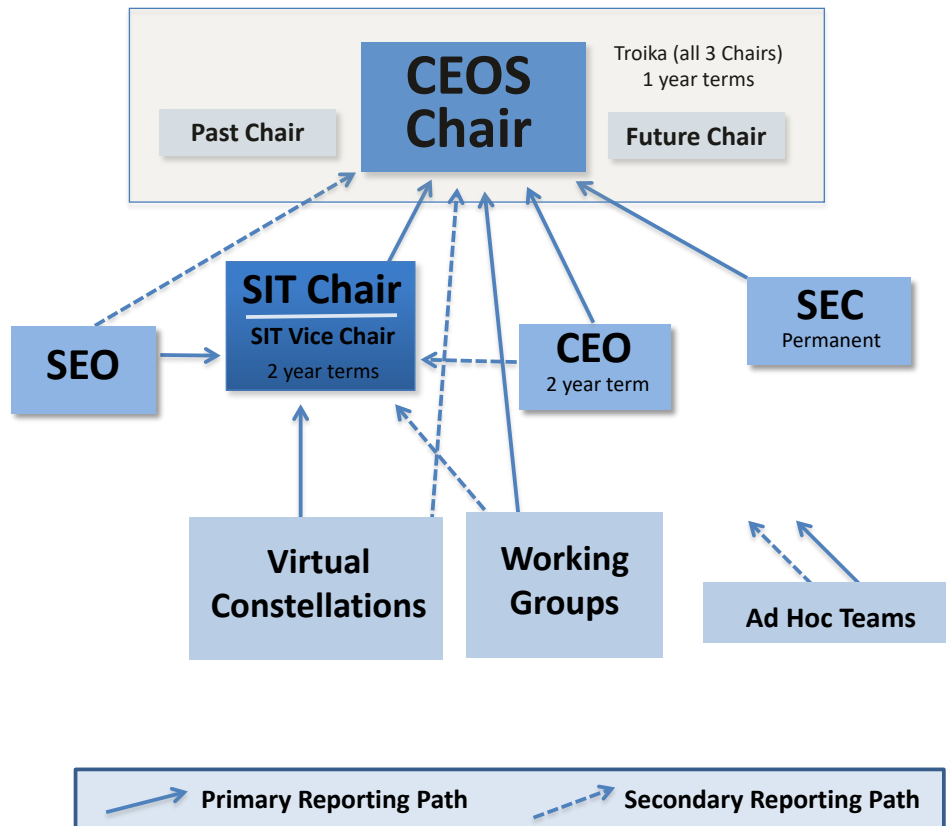 CEOS
Chair
Troika (all 3 Chairs)
1 year terms
Past Chair
Future Chair
SIT Chair
SIT Vice Chair
2 year terms
SEO
CEO
2 year term
SEC
Permanent
Virtual
Constellations
Working
Groups
Ad Hoc Teams
Primary Reporting Path
Secondary Reporting Path